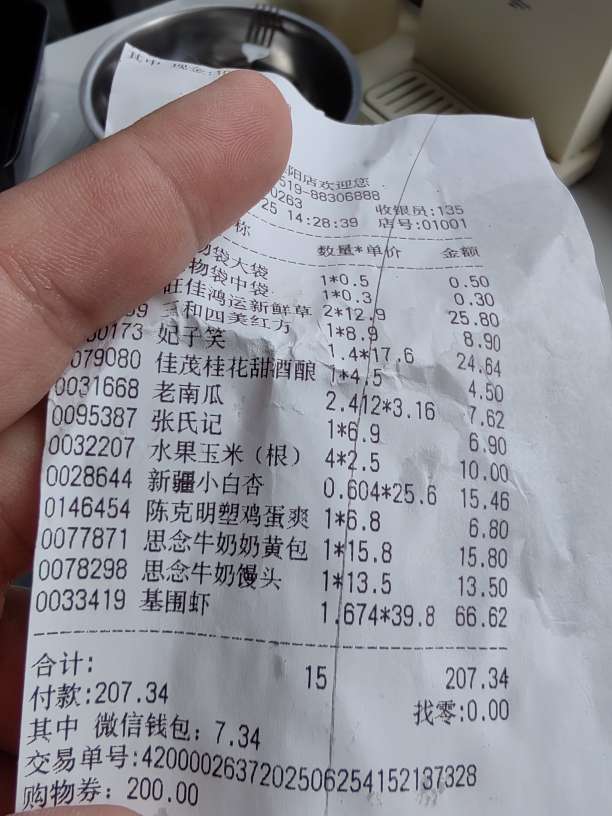 其中 现金:
阳店欢迎您
519-88306888
0263 收银员:135
25 14:28:39 店号:01001
称 数量*单价 金额
物袋大袋 1*0.5 0.50
物袋中袋 1*0.3 0.30
旺佳鸿运新鲜草 2*12.9 25.80
三和四美红方 1*8.9 8.90
0173 妃子笑 1.4*17.6 24.64
079080 佳茂桂花甜酒酿 1*4.5 4.50
0031668 老南瓜 2.412*3.16 7.62
0095387 张氏记 1*6.9 6.90
0032207 水果玉米（根） 4*2.5 10.00
0028644 新疆小白杏 0.604*25.6 15.46
0146454 陈克明塑鸡蛋爽 1*6.8 6.80
0077871 思念牛奶奶黄包 1*15.8 15.80
0078298 思念牛奶馒头 1*13.5 13.50
0033419 基围虾 1.674*39.8 66.62
合计: 15 207.34
付款:207.34 找零:0.00
其中 微信钱包: 7.34
交易单号:4200002637202506254152137328
购物券: 200.00